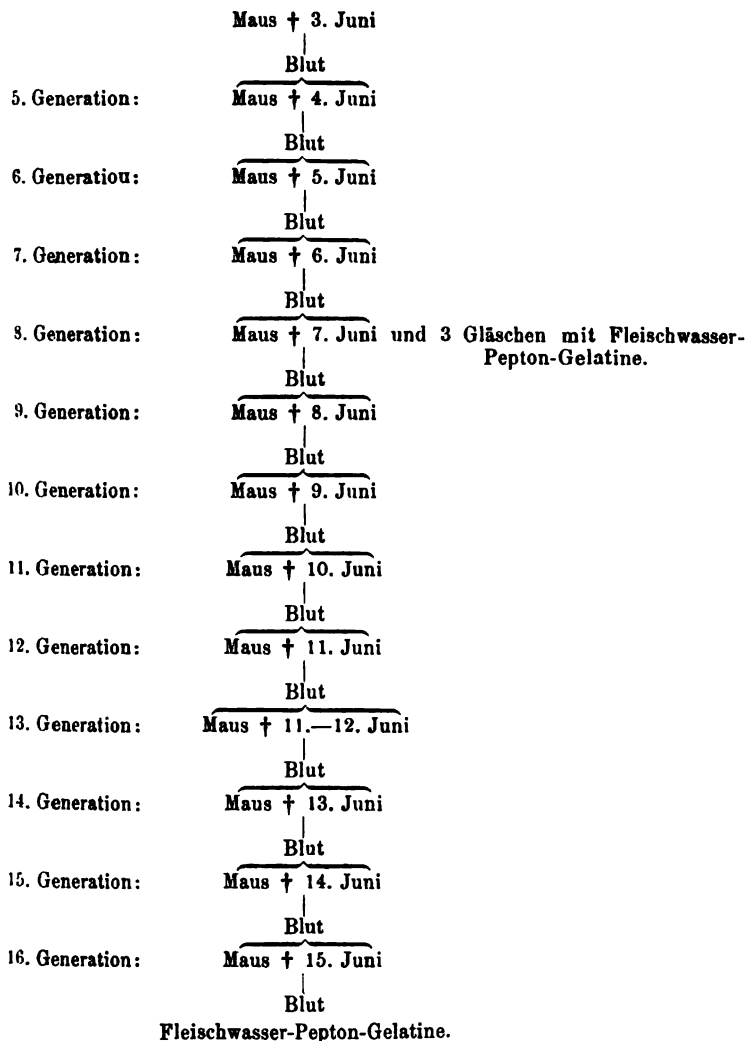 Maus † 3. Juni
Blut
5. Generation: Maus † 4. Juni
Blut
6. Generation: Maus † 5. Juni
Blut
7. Generation: Maus † 6. Juni
Blut
8. Generation: Maus † 7. Juni und 3 Gläschen mit Fleischwasser-
Pepton-Gelatine.
Blut
9. Generation: Maus † 8. Juni
Blut
10. Generation: Maus † 9. Juni
Blut
11. Generation: Maus † 10. Juni
Blut
12. Generation: Maus † 11. Juni
Blut
13. Generation: Maus † 11.—12. Juni
Blut
14. Generation: Maus † 13. Juni
Blut
15. Generation: Maus † 14. Juni
Blut
16. Generation: Maus † 15. Juni
Blut
Fleischwasser-Pepton-Gelatine.